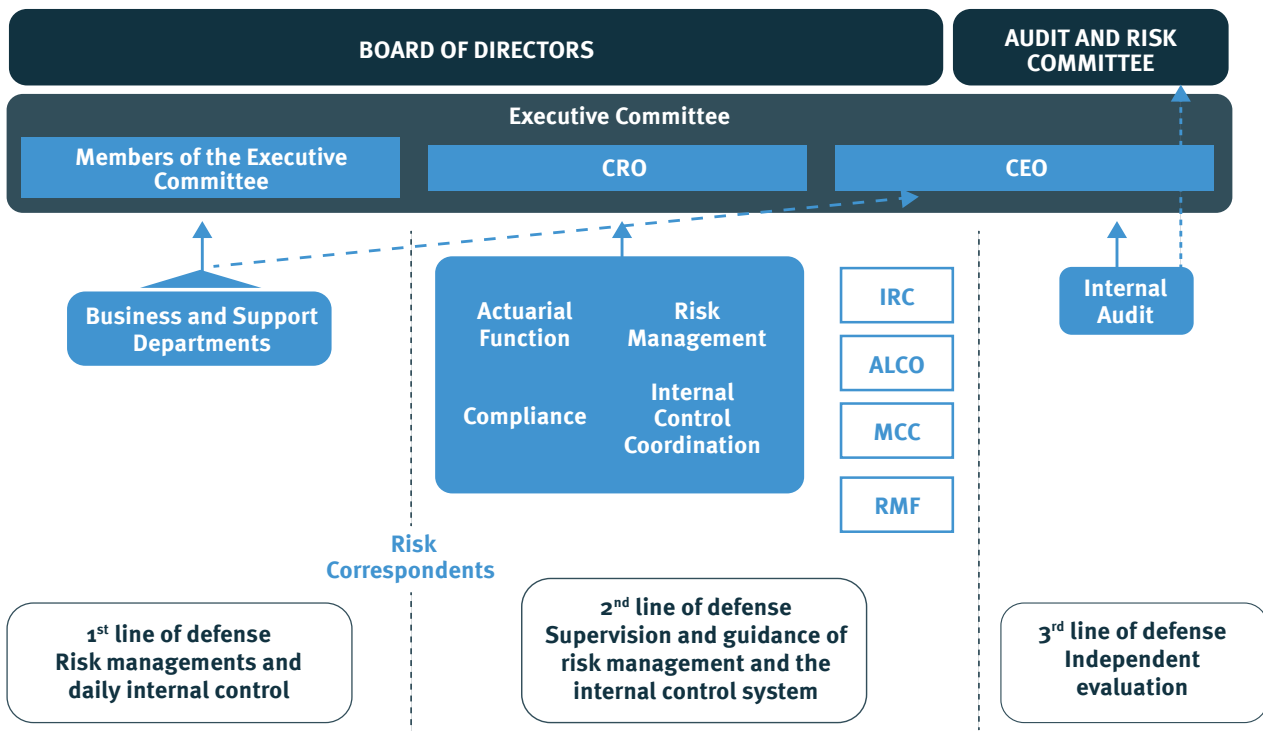 BOARD OF DIRECTORS
AUDIT AND RISK
COMMITTEE
Executive Committee
Members of the Executive
Committee
CRO
CEO
Business and Support
Departments
Actuarial
Function
Risk
Management
Compliance
Internal
Control
Coordination
IRC
ALCO
MCC
RMF
Internal
Audit
Risk
Correspondents
1st line of defense
Risk managements and
daily internal control
2nd line of defense
Supervision and guidance of
risk management and the
internal control system
3rd line of defense
Independent
evaluation